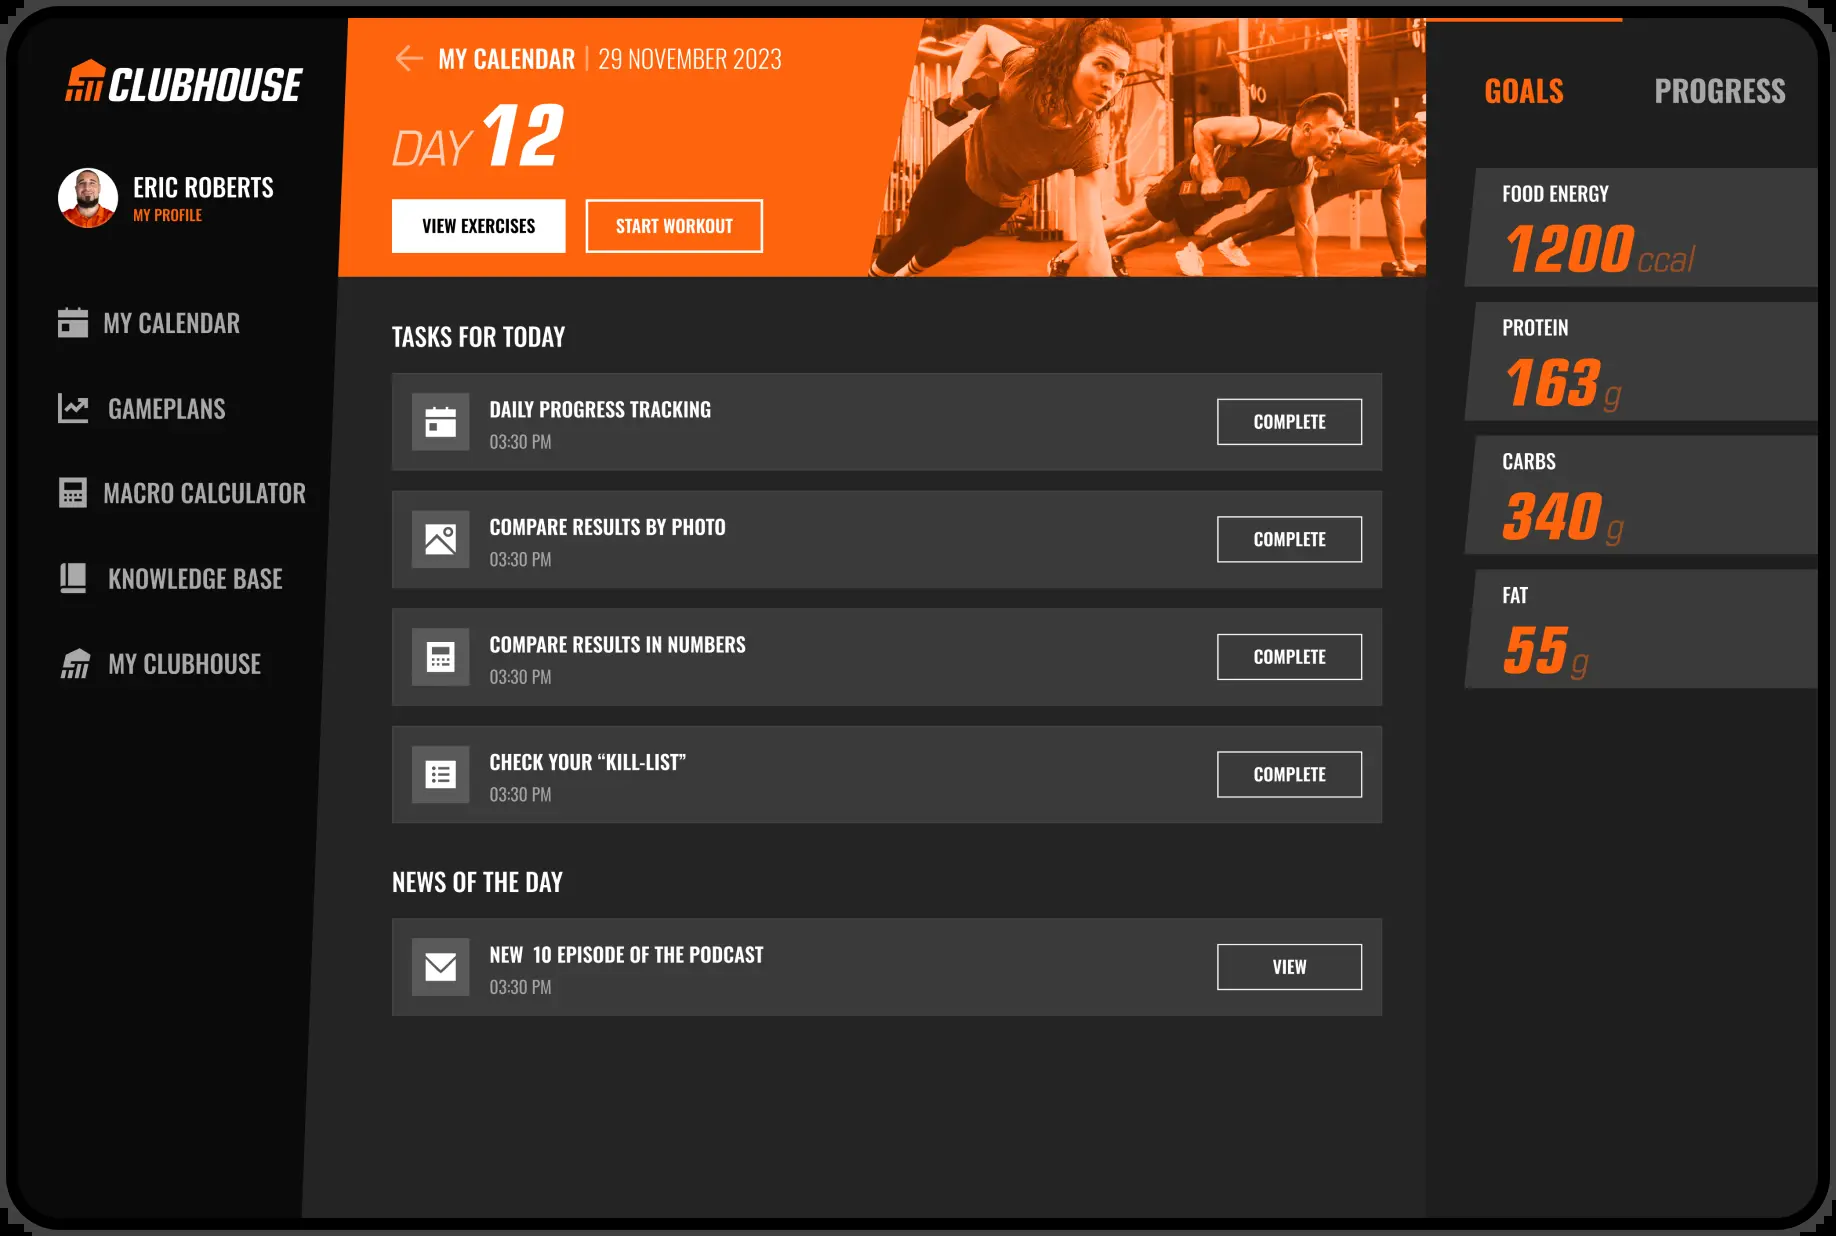 CLUBHOUSE
ERIC ROBERTS
MY PROFILE
MY CALENDAR
GAMEPLANS
MACRO CALCULATOR
KNOWLEDGE BASE
MY CLUBHOUSE
MY CALENDAR | 29 NOVEMBER 2023
DAY 12
VIEW EXERCISES
START WORKOUT
TASKS FOR TODAY
DAILY PROGRESS TRACKING
03:30 PM
COMPLETE
COMPARE RESULTS BY PHOTO
03:30 PM
COMPLETE
COMPARE RESULTS IN NUMBERS
03:30 PM
COMPLETE
CHECK YOUR “KILL-LIST”
03:30 PM
COMPLETE
NEWS OF THE DAY
NEW  10 EPISODE OF THE PODCAST
03:30 PM
VIEW
GOALS
PROGRESS
FOOD ENERGY
1200 ccal
PROTEIN
163 g
CARBS
340 g
FAT
55 g